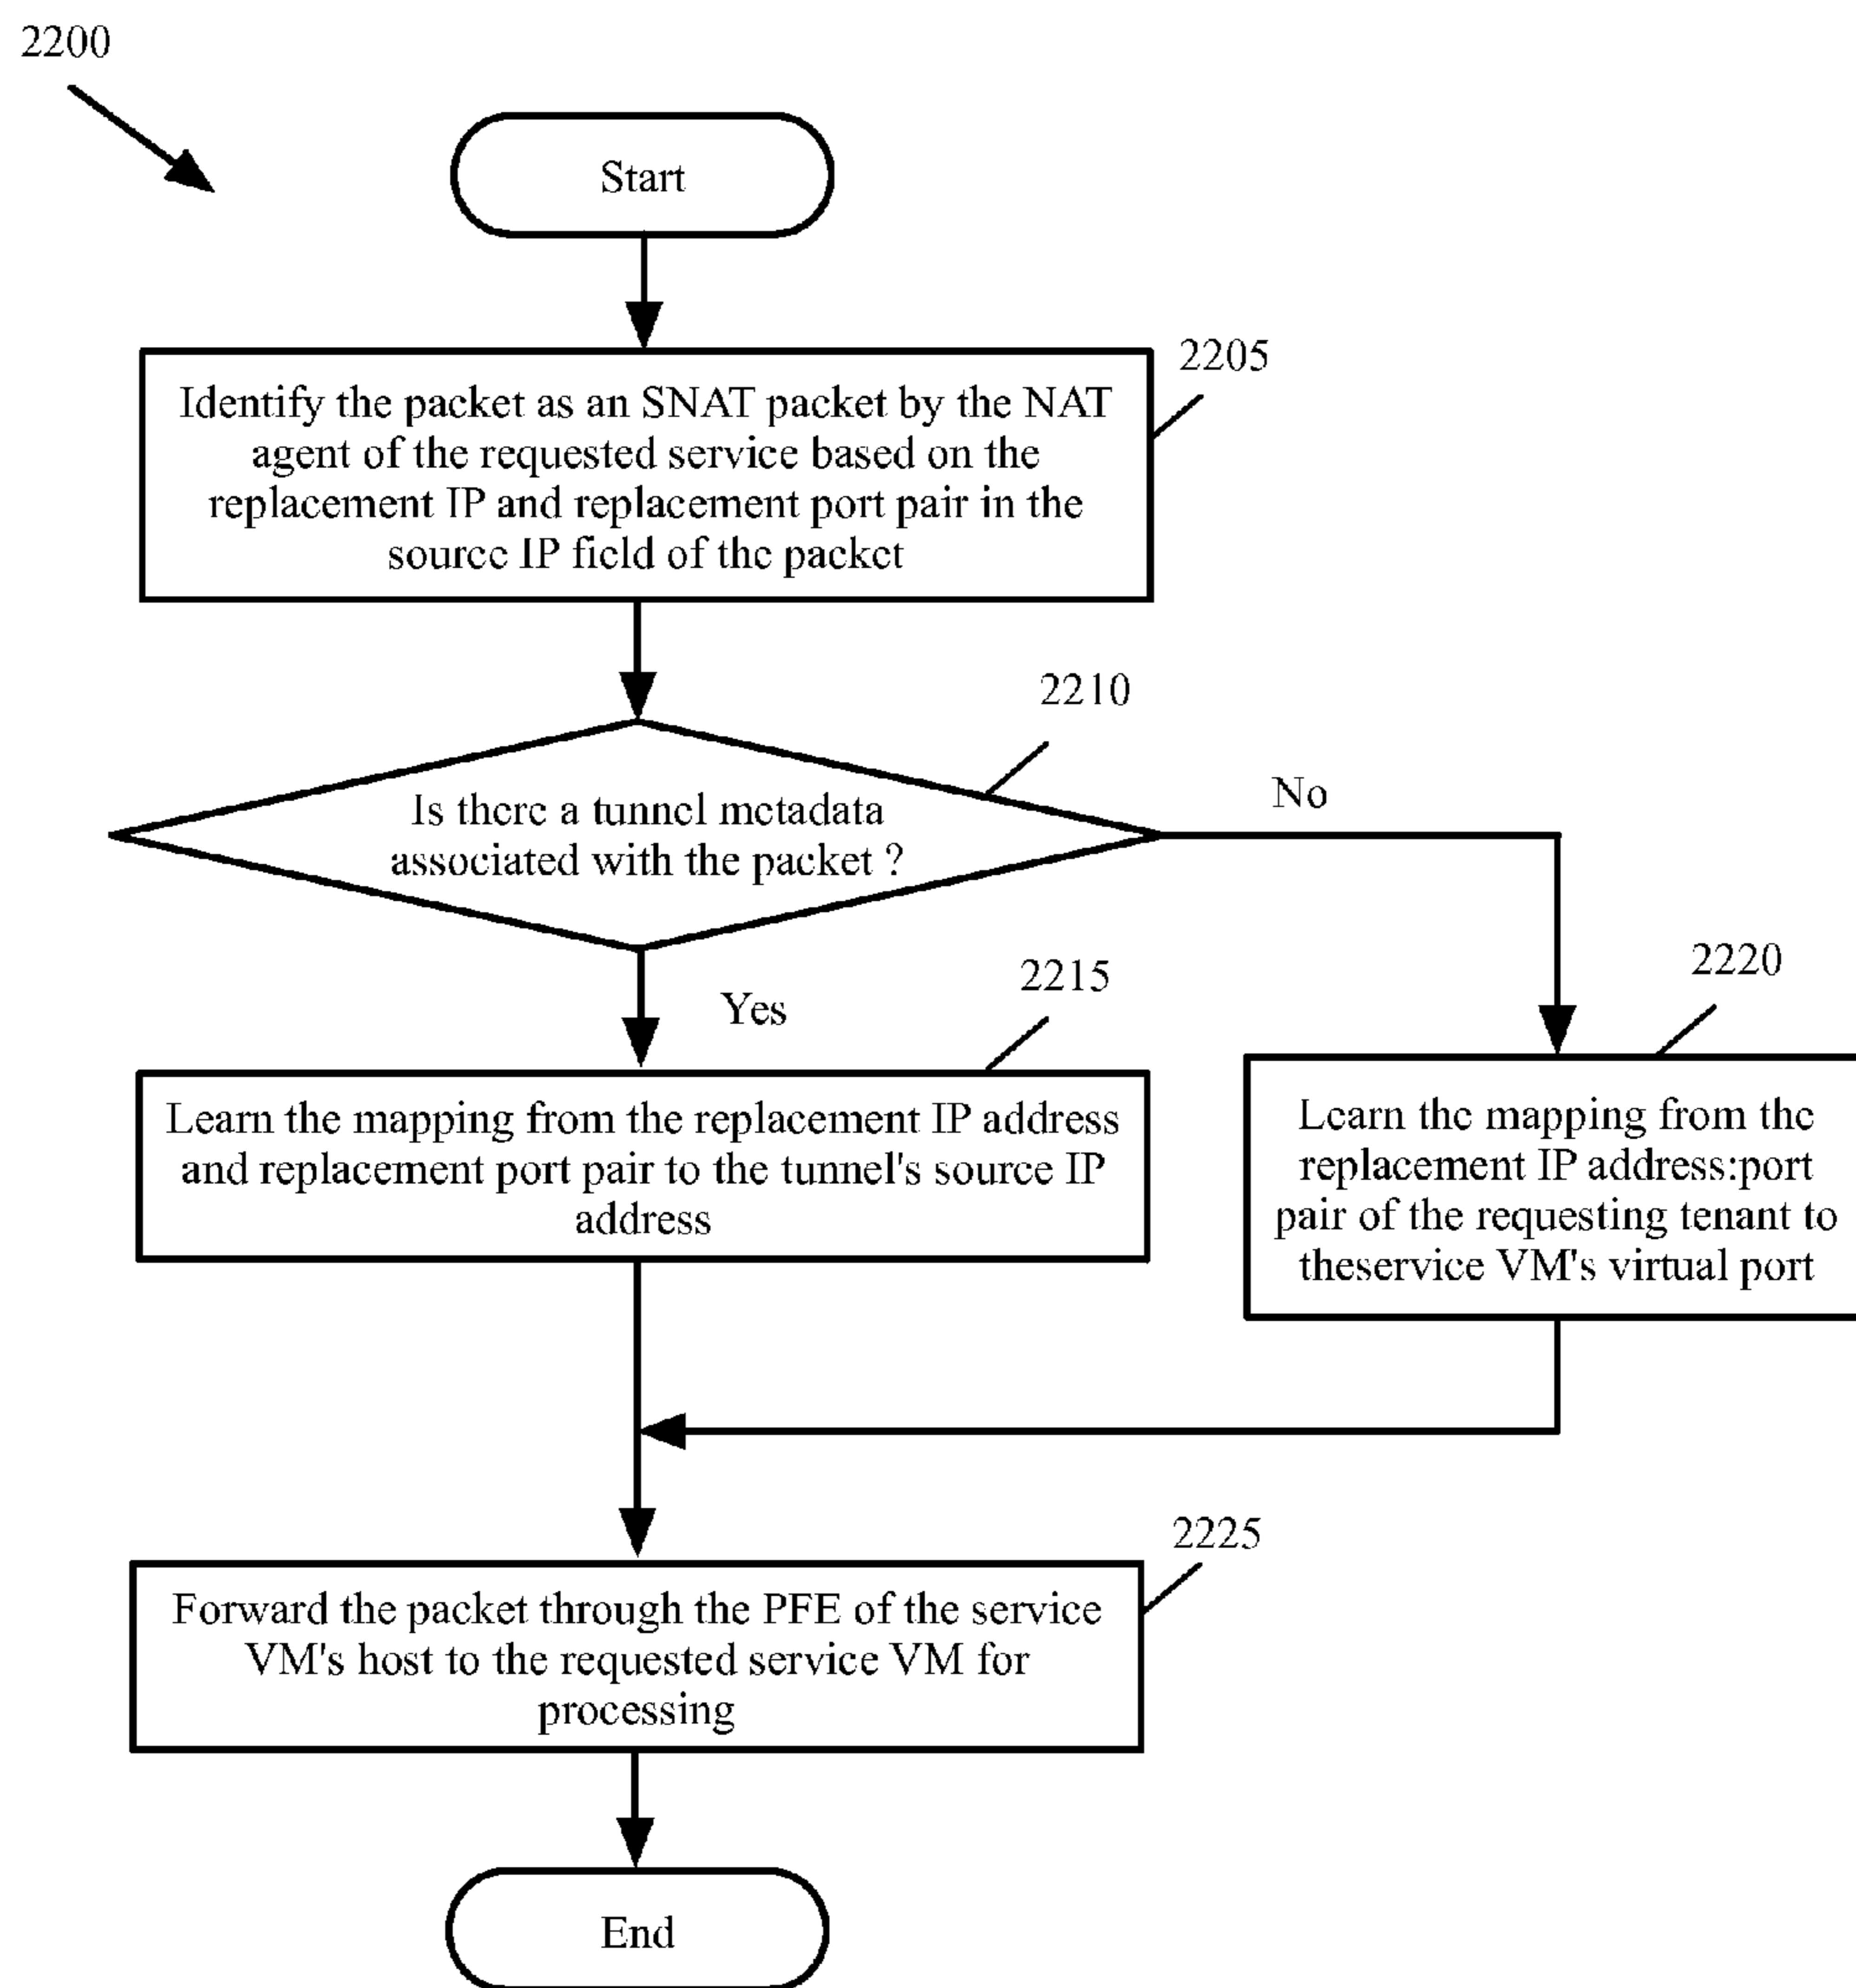 2200
Start
2205
Identify the packet as an SNAT packet by the NAT
agent of the requested service based on the
replacement IP and replacement port pair in the
source IP field of the packet
2210
No
Is there a tunnel metadata
associated with the packet ?
2220
2215
Yes
Learn the mapping from the replacement IP address
and replacement port pair to the tunnel's source IP
address
Learn the mapping from the
replacement IP address:port
pair of the requesting tenant to
theservice VM's virtual port
2225
Forward the packet through the PFE of the service
VM's host to the requested service VM for
processing
End